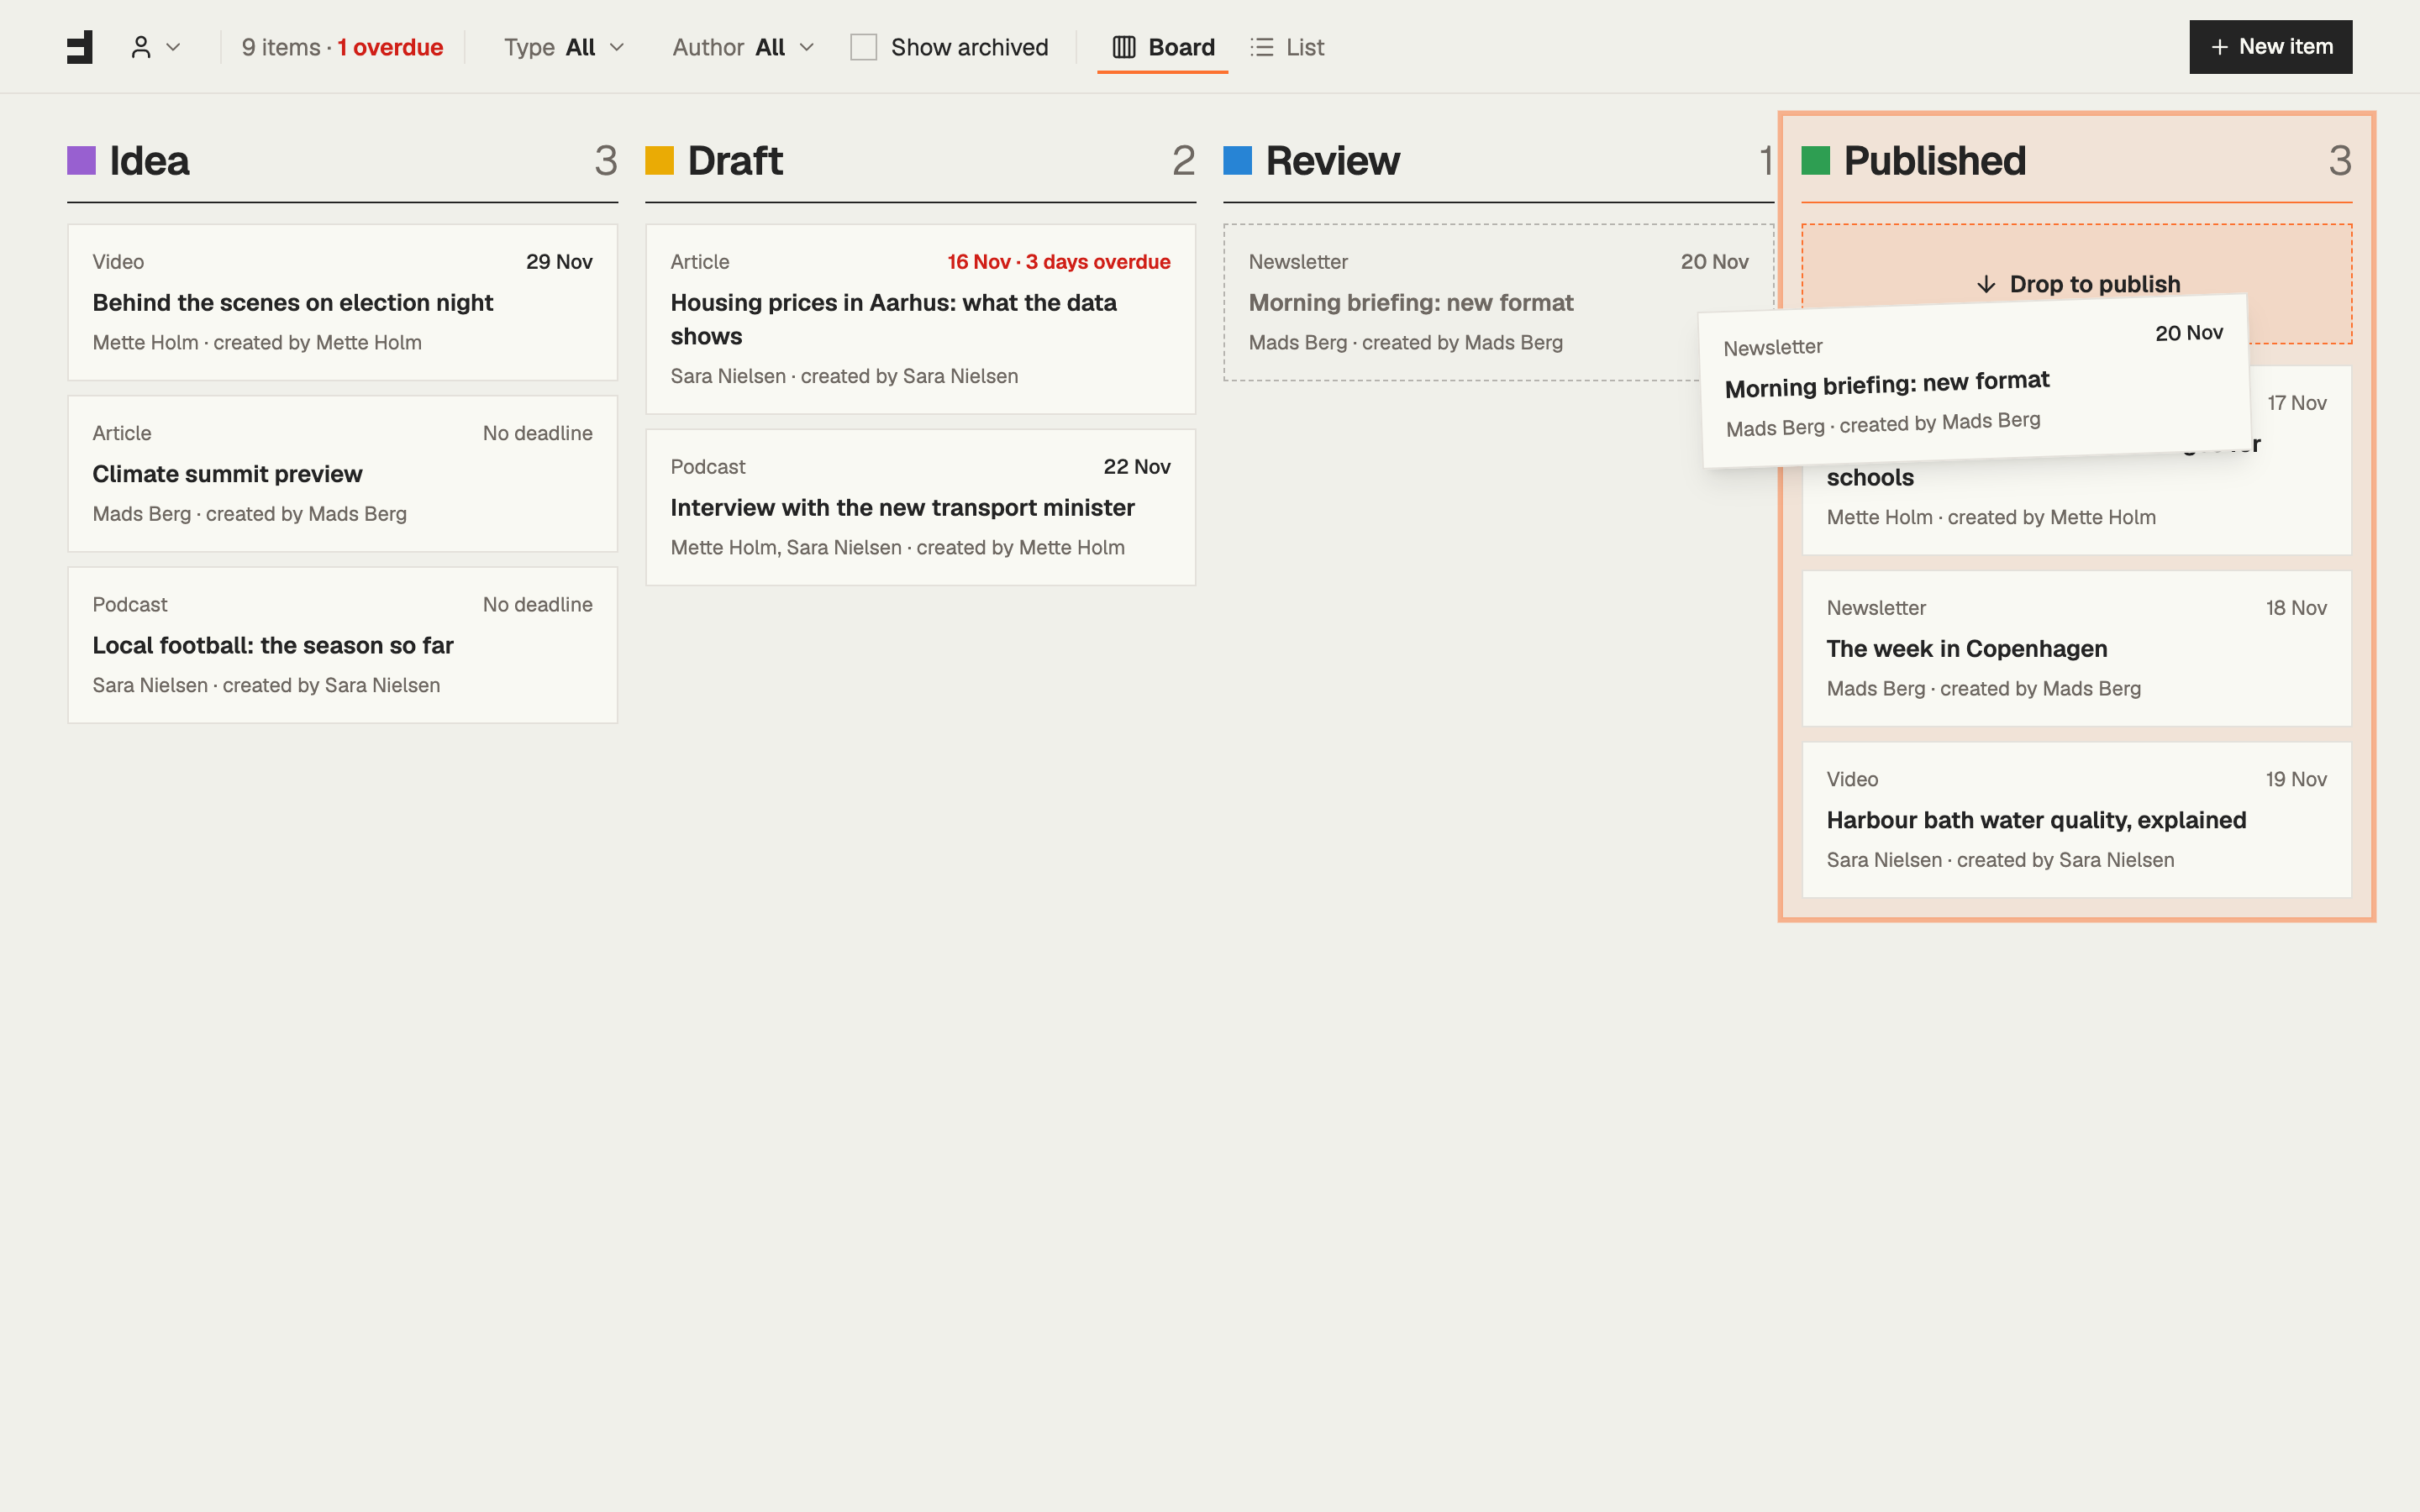 9 items · 1 overdue
Type All
Author All
Show archived
Board
List
+ New item
Idea 3
Video 29 Nov
Behind the scenes on election night
Mette Holm · created by Mette Holm
Article No deadline
Climate summit preview
Mads Berg · created by Mads Berg
Podcast No deadline
Local football: the season so far
Sara Nielsen · created by Sara Nielsen
Draft 2
Article 16 Nov · 3 days overdue
Housing prices in Aarhus: what the data
shows
Sara Nielsen · created by Sara Nielsen
Podcast 22 Nov
Interview with the new transport minister
Mette Holm, Sara Nielsen · created by Mette Holm
Review 1
Newsletter 20 Nov
Morning briefing: new format
Mads Berg · created by Mads Berg
Published 3
Drop to publish
Newsletter 20 Nov
Morning briefing: new format
Mads Berg · created by Mads Berg
17 Nov
schools
Mette Holm · created by Mette Holm
Newsletter 18 Nov
The week in Copenhagen
Mads Berg · created by Mads Berg
Video 19 Nov
Harbour bath water quality, explained
Sara Nielsen · created by Sara Nielsen